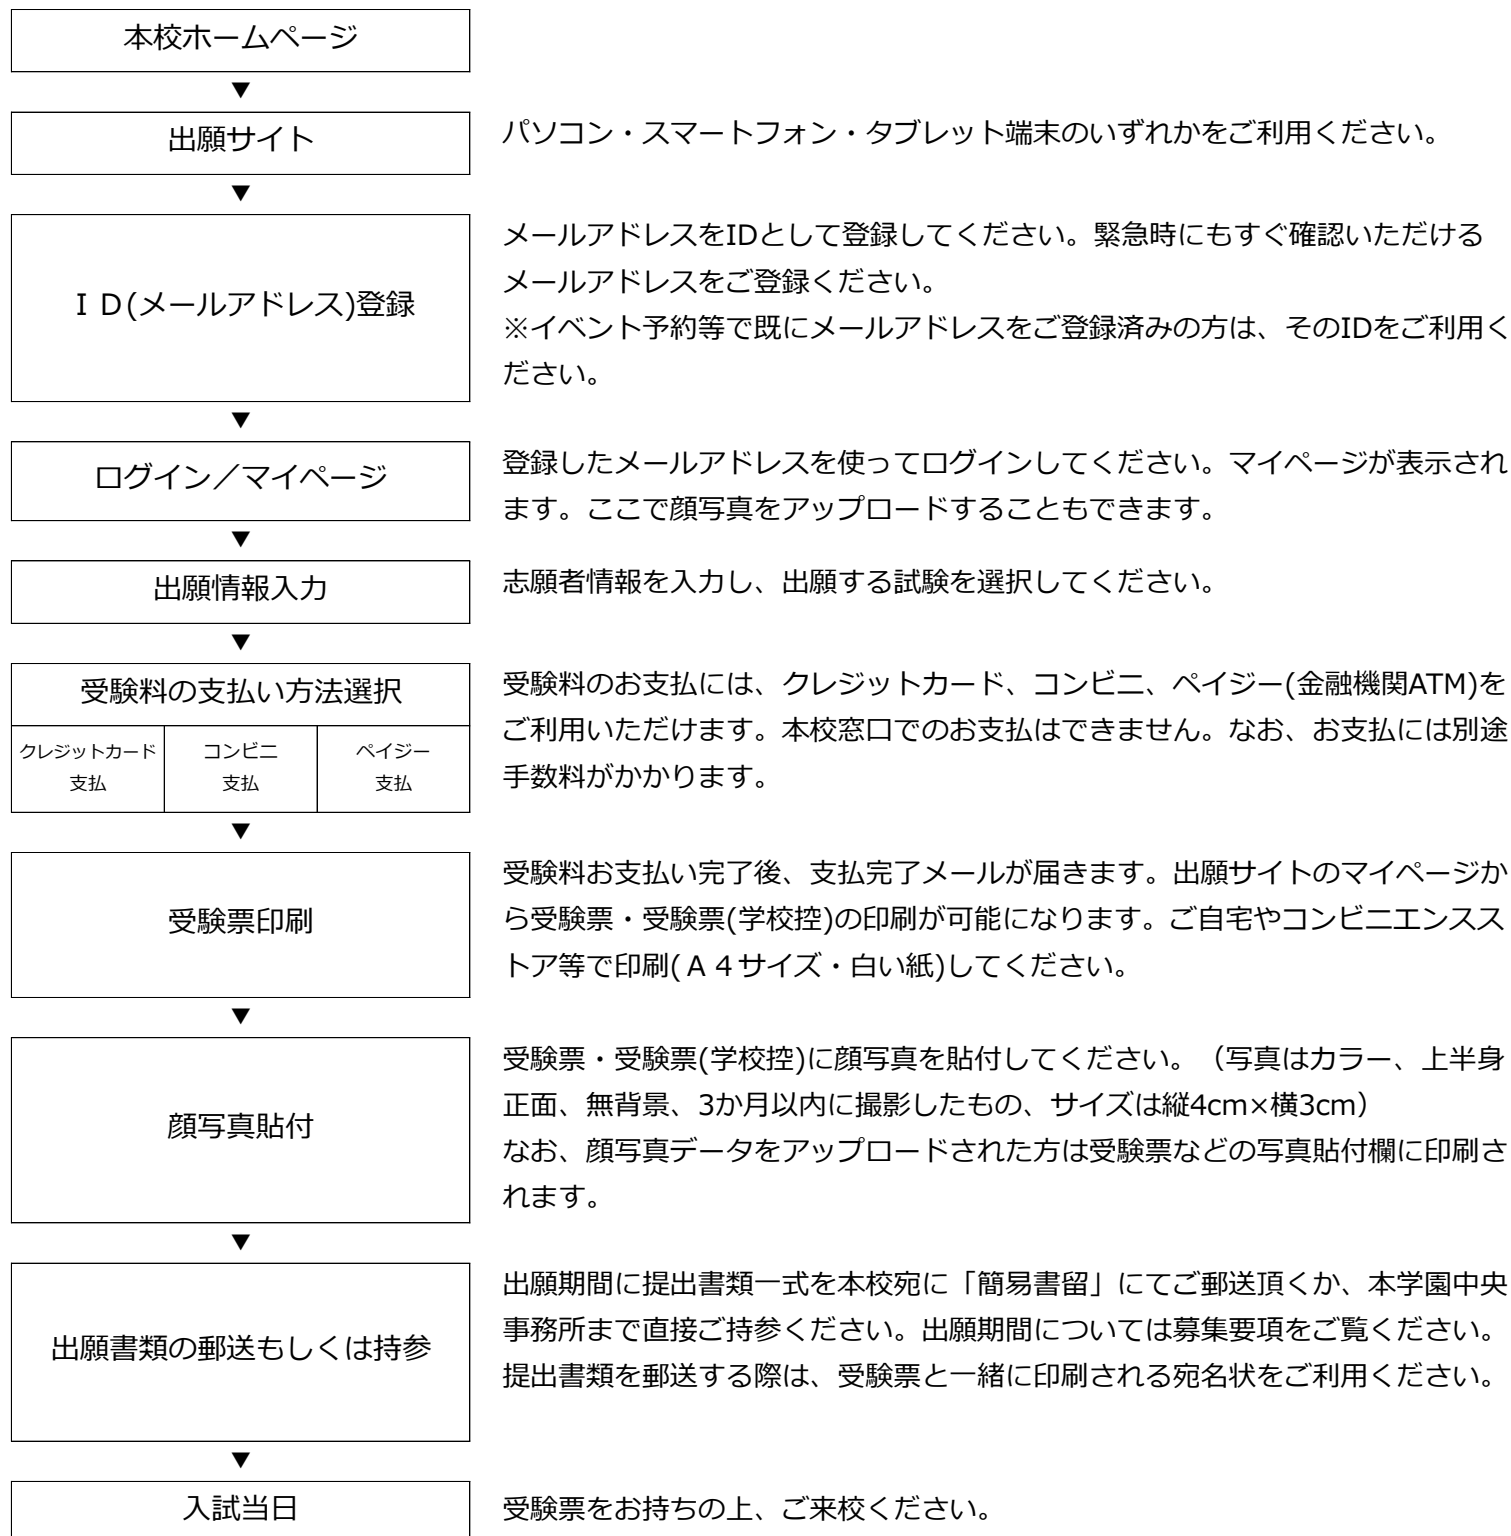 本校ホームページ
▼
出願サイト
パソコン・スマートフォン・タブレット端末のいずれかをご利用ください。
▼
ＩＤ(メールアドレス)登録
メールアドレスをIDとして登録してください。緊急時にもすぐ確認いただける
メールアドレスをご登録ください。
※イベント予約等で既にメールアドレスをご登録済みの方は、そのIDをご利用く
ださい。
▼
ログイン／マイページ
登録したメールアドレスを使ってログインしてください。マイページが表示され
ます。ここで顔写真をアップロードすることもできます。
▼
出願情報入力
志願者情報を入力し、出願する試験を選択してください。
▼
受験料の支払い方法選択
クレジットカード
支払
コンビニ
支払
ペイジー
支払
受験料のお支払には、クレジットカード、コンビニ、ペイジー(金融機関ATM)を
ご利用いただけます。本校窓口でのお支払はできません。なお、お支払には別途
手数料がかかります。
▼
受験票印刷
受験料お支払い完了後、支払完了メールが届きます。出願サイトのマイページか
ら受験票・受験票(学校控)の印刷が可能になります。ご自宅やコンビニエンスス
トア等で印刷(Ａ４サイズ・白い紙)してください。
▼
顔写真貼付
受験票・受験票(学校控)に顔写真を貼付してください。（写真はカラー、上半身
正面、無背景、3か月以内に撮影したもの、サイズは縦4cm×横3cm）
なお、顔写真データをアップロードされた方は受験票などの写真貼付欄に印刷さ
れます。
▼
出願書類の郵送もしくは持参
出願期間に提出書類一式を本校宛に「簡易書留」にてご郵送頂くか、本学園中央
事務所まで直接ご持参ください。出願期間については募集要項をご覧ください。
提出書類を郵送する際は、受験票と一緒に印刷される宛名状をご利用ください。
▼
入試当日
受験票をお持ちの上、ご来校ください。